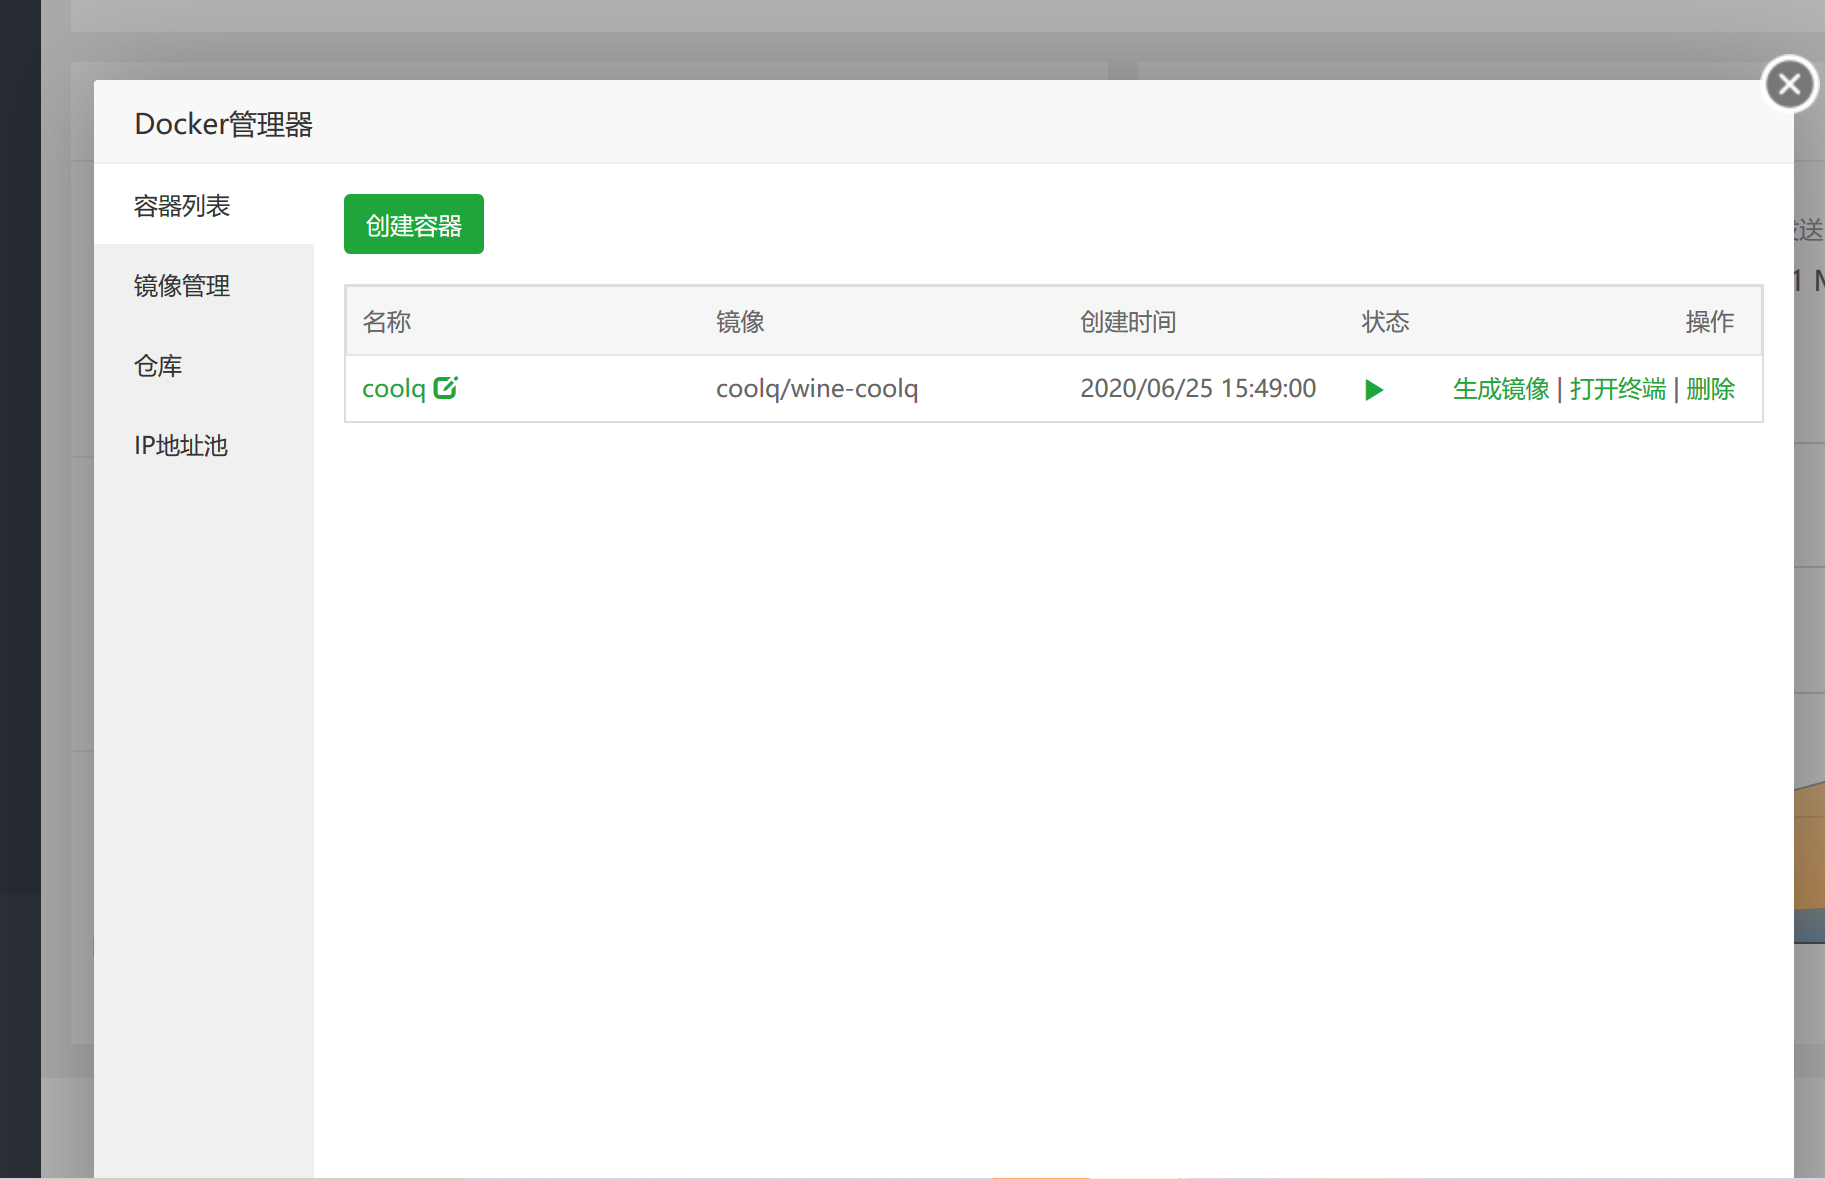 Docker管理器
容器列表
镜像管理
仓库
IP地址池
创建容器
名称 镜像 创建时间 状态 操作
coolq coolq/wine-coolq 2020/06/25 15:49:00 生成镜像 | 打开终端 | 删除
送
1